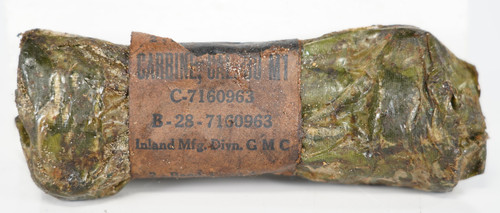 CARBINE, CAL. .30 M1
C-7160963
B-28-7160963
Inland Mfg. Divn. G M C